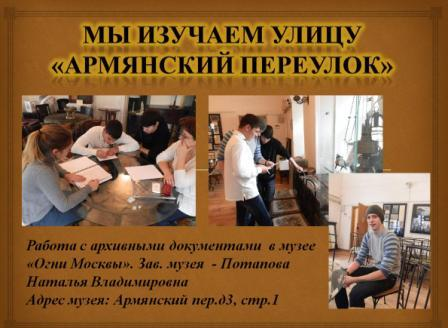 МЫ ИЗУЧАЕМ УЛИЦУ
«АРМЯНСКИЙ ПЕРЕУЛОК»
Работа с архивными документами в музее
«Огни Москвы». Зав. музея - Потапова
Наталья Владимировна
Адрес музея: Армянский пер.д3, стр.1